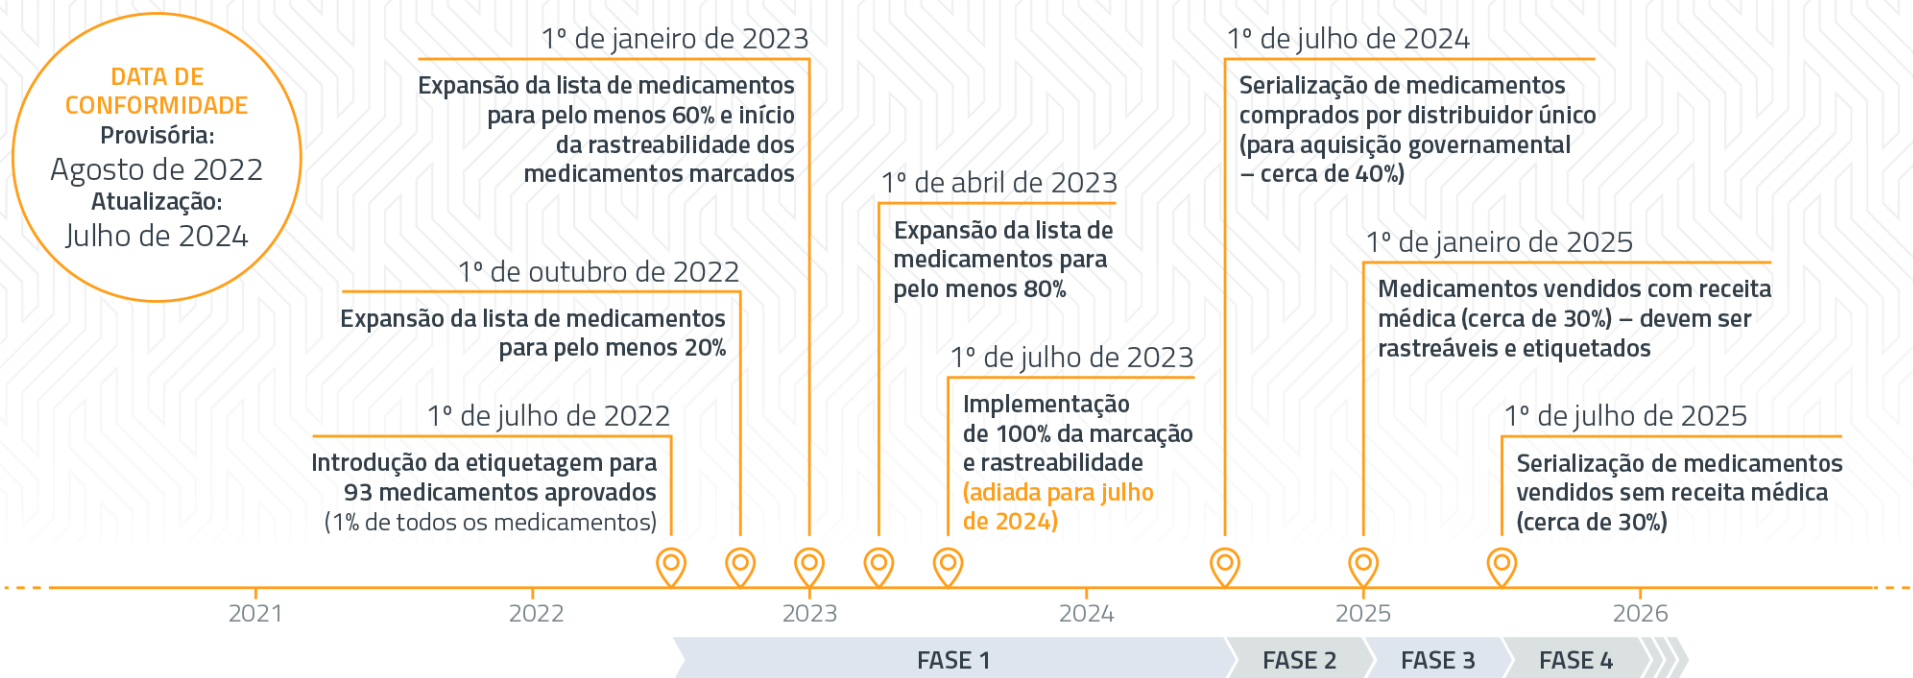 DATA DE
CONFORMIDADE
Provisória:
Agosto de 2022
Atualização:
Julho de 2024
1º de janeiro de 2023
Expansão da lista de medicamentos
para pelo menos 60% e início
da rastreabilidade dos
medicamentos marcados
1º de outubro de 2022
Expansão da lista de medicamentos
para pelo menos 20%
1º de julho de 2022
Introdução da etiquetagem para
93 medicamentos aprovados
(1% de todos os medicamentos)
1º de abril de 2023
Expansão da lista de
medicamentos para
pelo menos 80%
1º de julho de 2023
Implementação
de 100% da marcação
e rastreabilidade
(adiada para julho
de 2024)
1º de julho de 2024
Serialização de medicamentos
comprados por distribuidor único
(para aquisição governamental
– cerca de 40%)
1º de janeiro de 2025
Medicamentos vendidos com receita
médica (cerca de 30%) – devem ser
rastreáveis e etiquetados
1º de julho de 2025
Serialização de medicamentos
vendidos sem receita médica
(cerca de 30%)
2021
2022
2023
2024
2025
2026
FASE 1
FASE 2
FASE 3
FASE 4